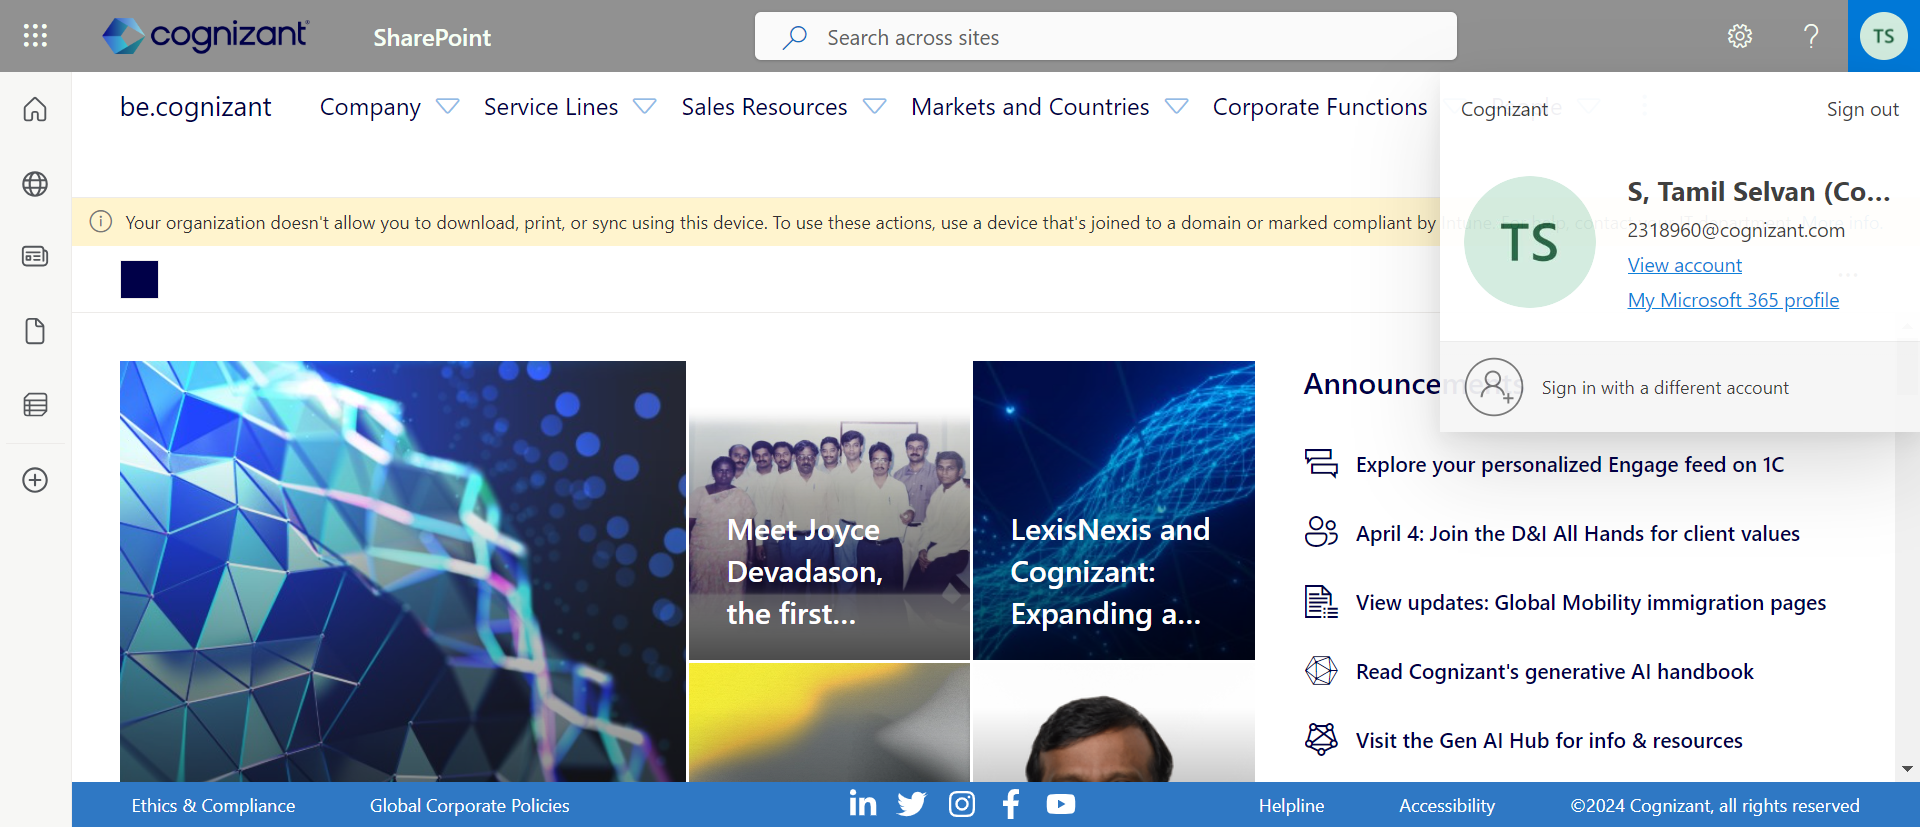 cognizant
SharePoint
Search across sites
TS
be.cognizant
Company
Service Lines
Sales Resources
Markets and Countries
Corporate Functions
Cognizant
Sign out
TS
S, Tamil Selvan (Co...
2318960@cognizant.com
View account
My Microsoft 365 profile
Sign in with a different account
Your organization doesn't allow you to download, print, or sync using this device. To use these actions, use a device that's joined to a domain or marked compliant by
Meet Joyce
Devadason,
the first...
LexisNexis and
Cognizant:
Expanding a...
Announcements
Explore your personalized Engage feed on 1C
April 4: Join the D&I All Hands for client values
View updates: Global Mobility immigration pages
Read Cognizant's generative AI handbook
Visit the Gen AI Hub for info & resources
Ethics & Compliance
Global Corporate Policies
Helpline
Accessibility
©2024 Cognizant, all rights reserved